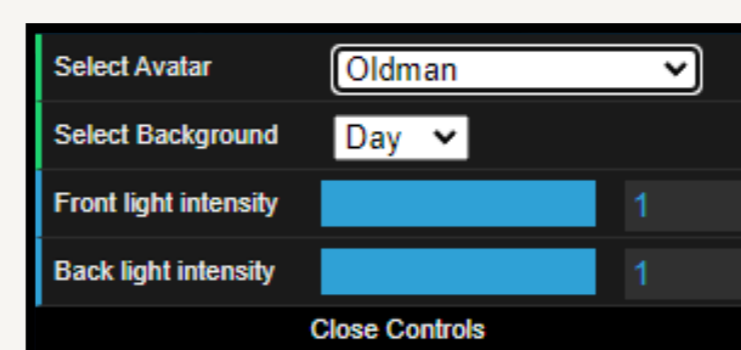 Select Avatar Oldman
Select Background Day
Front light intensity 1
Back light intensity 1
Close Controls